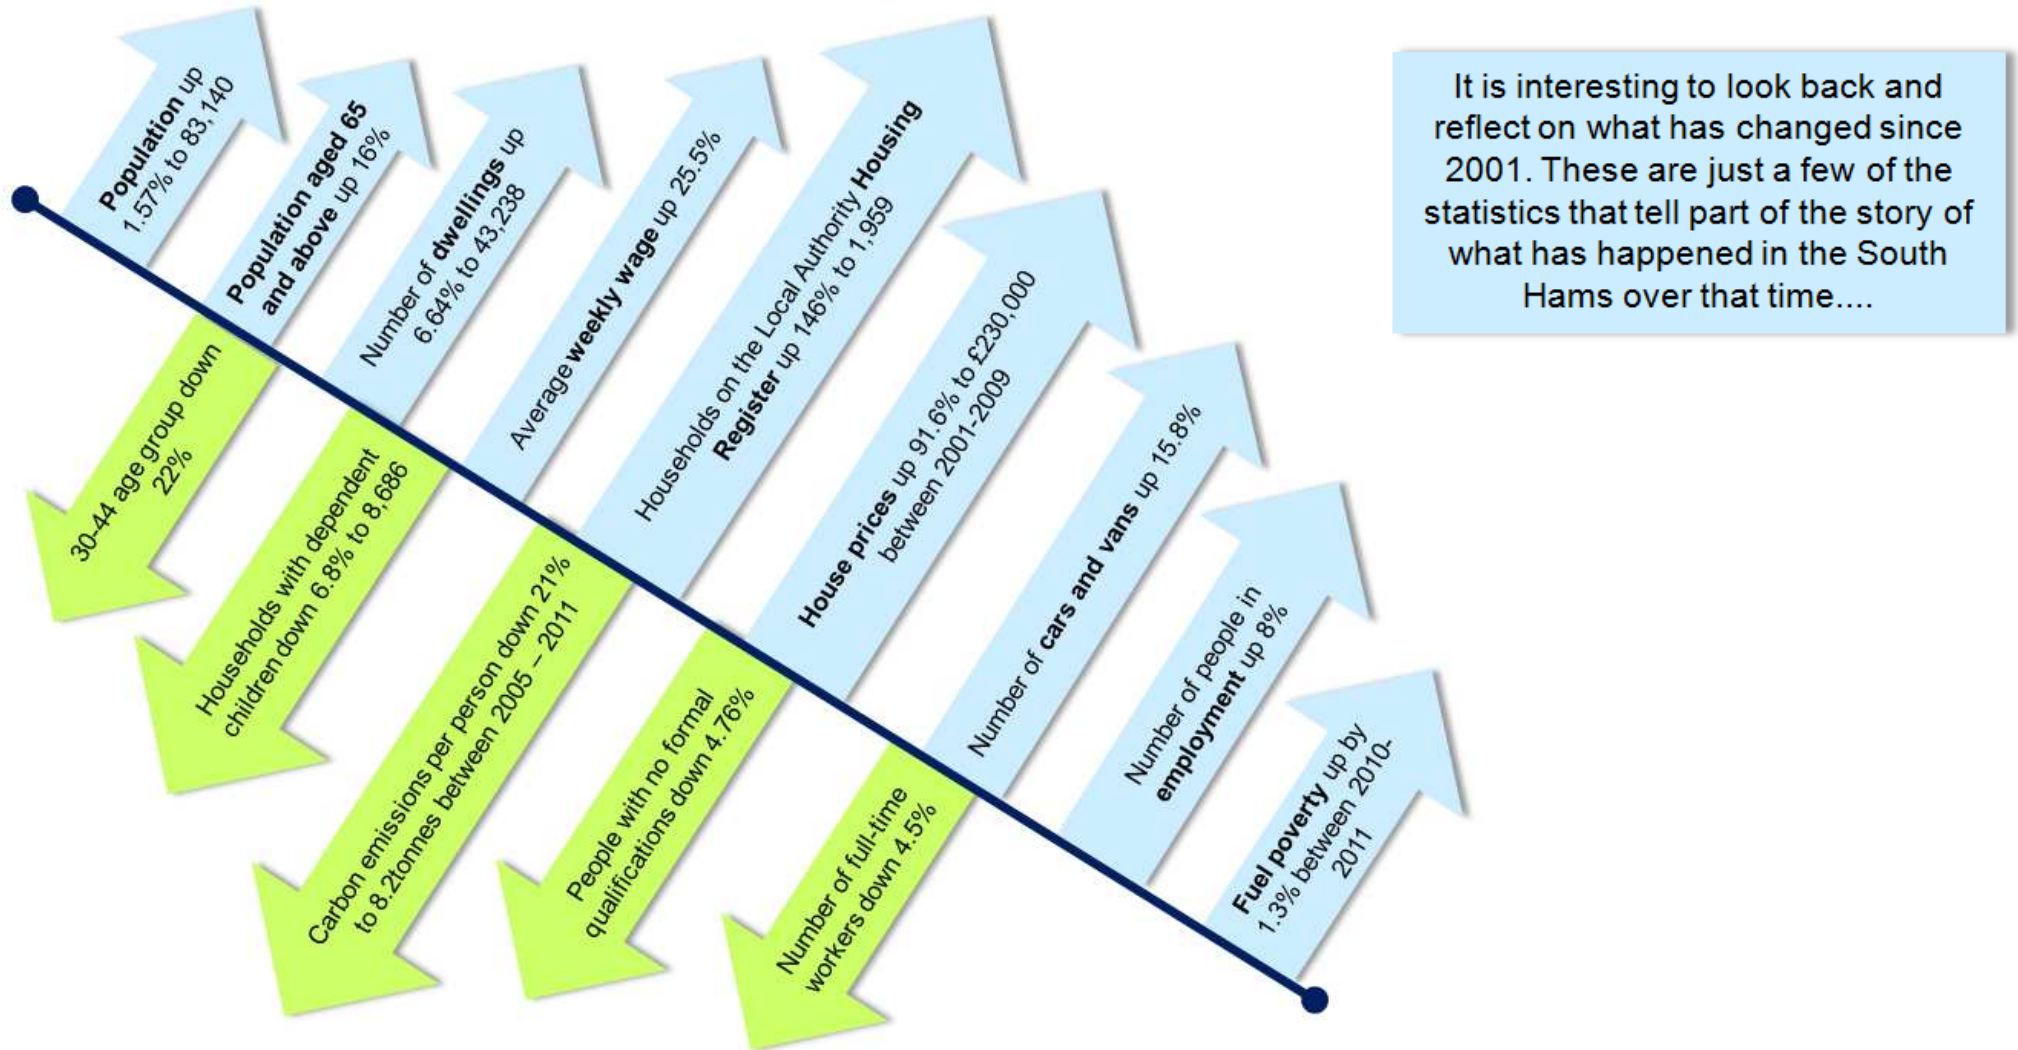 Population up
1.57% to 83,140
Population aged 65
and above up 16%
Number of dwellings up
6.64% to 43,238
Average weekly wage up 25.5%
Households on the Local Authority Housing
Register up 146% to 1,959
House prices up 91.6% to £230,000
between 2001-2009
Number of cars and vans up 15.8%
Number of people in
employment up 8%
Fuel poverty up by
1.3% between 2010-
2011
30-44 age group down
22%
Households with dependent
children down 6.8% to 8,686
Carbon emissions per person down 21%
to 8.2tonnes between 2005 – 2011
People with no formal
qualifications down 4.76%
Number of full-time
workers down 4.5%
It is interesting to look back and
reflect on what has changed since
2001. These are just a few of the
statistics that tell part of the story of
what has happened in the South
Hams over that time....